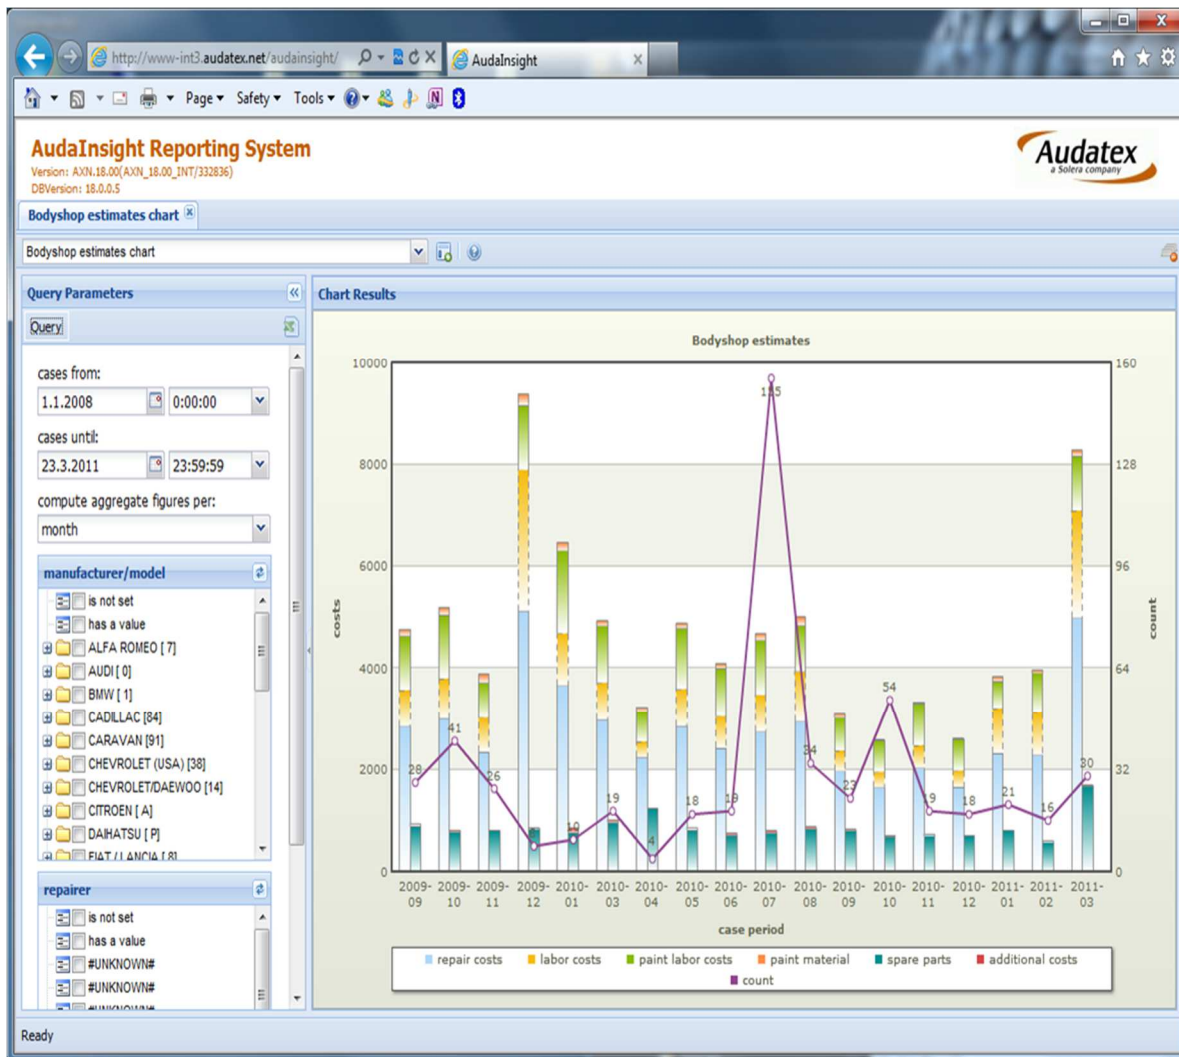 http://www-int3.audatex.net/audainsight/
AudaInsight
Page Safety Tools
AudaInsight Reporting System
Version: AXN.18.00(AXN_18.00_INT/332836)
DBVersion: 18.0.0.5
Audatex
a Solera company
Bodyshop estimates chart
Bodyshop estimates chart
Query Parameters
Query
cases from:
1.1.2008 0:00:00
cases until:
23.3.2011 23:59:59
compute aggregate figures per:
month
manufacturer/model
is not set
has a value
ALFA ROMEO [ 7]
AUDI [ 0]
BMW [ 1]
CADILLAC [84]
CARAVAN [91]
CHEVROLET (USA) [38]
CHEVROLET/DAEWOO [14]
CITROEN [ A]
DAIHATSU [ P]
FIAT / LANCIA [ 8]
repairer
is not set
has a value
#UNKNOWN#
#UNKNOWN#
#UNKNOWN#
Chart Results
Bodyshop estimates
10000
8000
6000
4000
2000
0
costs
160
128
96
64
32
0
count
28
41
26
10
19
4
18
19
34
23
54
19
18
21
16
30
2009-09
2009-10
2009-11
2009-12
2010-01
2010-03
2010-04
2010-05
2010-06
2010-07
2010-08
2010-09
2010-10
2010-11
2010-12
2011-01
2011-02
2011-03
case period
repair costs labor costs paint labor costs paint material spare parts additional costs
count
Ready